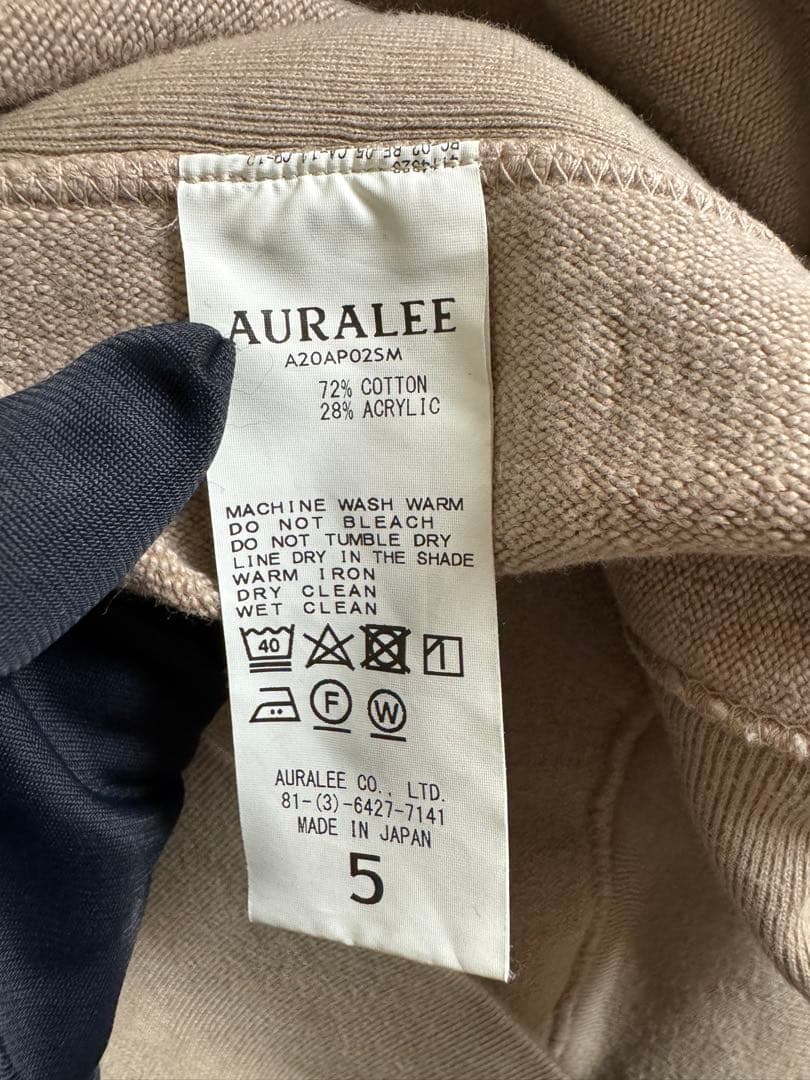 AURALEE
A20AP02SM
72% COTTON
28% ACRYLIC
MACHINE WASH WARM
DO NOT BLEACH
DO NOT TUMBLE DRY
LINE DRY IN THE SHADE
WARM IRON
DRY CLEAN
WET CLEAN
40
F
W
AURALEE CO., LTD.
81-(3)-6427-7141
MADE IN JAPAN
5